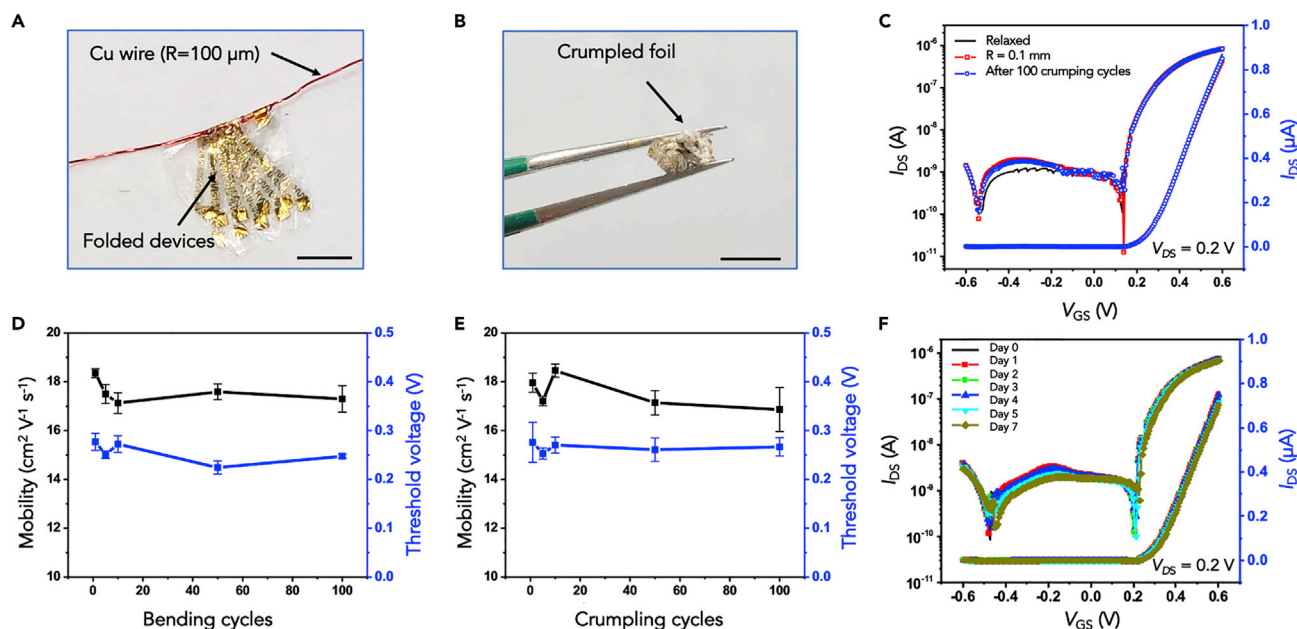 A
Cu wire (R=100 µm)
Folded devices
B
Crumpled foil
C
Relaxed
R = 0.1 mm
After 100 crumping cycles
10⁻⁶
10⁻⁷
10⁻⁸
10⁻⁹
10⁻¹⁰
10⁻¹¹
I_DS (A)
1.0
0.8
0.6
0.4
0.2
0.0
I_DS (µA)
V_DS = 0.2 V
-0.6 -0.4 -0.2 0.0 0.2 0.4 0.6
V_GS (V)
D
20
18
16
14
12
10
Mobility (cm² V⁻¹ s⁻¹)
0.5
0.4
0.3
0.2
0.1
0.0
Threshold voltage (V)
0 20 40 60 80 100
Bending cycles
E
20
18
16
14
12
10
Mobility (cm² V⁻¹ s⁻¹)
0.5
0.4
0.3
0.2
0.1
0.0
Threshold voltage (V)
0 20 40 60 80 100
Crumpling cycles
F
Day 0
Day 1
Day 2
Day 3
Day 4
Day 5
Day 7
10⁻⁶
10⁻⁷
10⁻⁸
10⁻⁹
10⁻¹⁰
10⁻¹¹
I_DS (A)
1.0
0.8
0.6
0.4
0.2
0.0
I_DS (µA)
V_DS = 0.2 V
-0.6 -0.4 -0.2 0.0 0.2 0.4 0.6
V_GS (V)